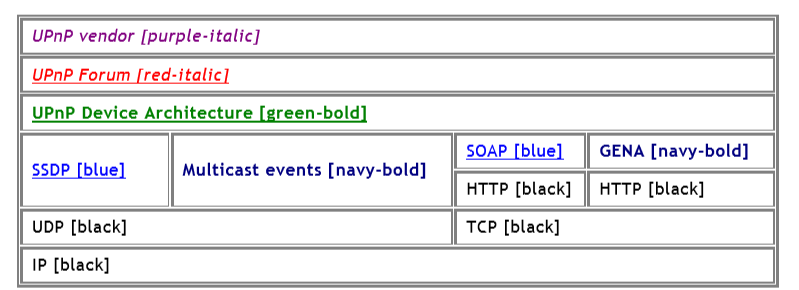 UPnP vendor [purple-italic]
UPnP Forum [red-italic]
UPnP Device Architecture [green-bold]
SSDP [blue]
Multicast events [navy-bold]
SOAP [blue]
GENA [navy-bold]
HTTP [black]
HTTP [black]
UDP [black]
TCP [black]
IP [black]